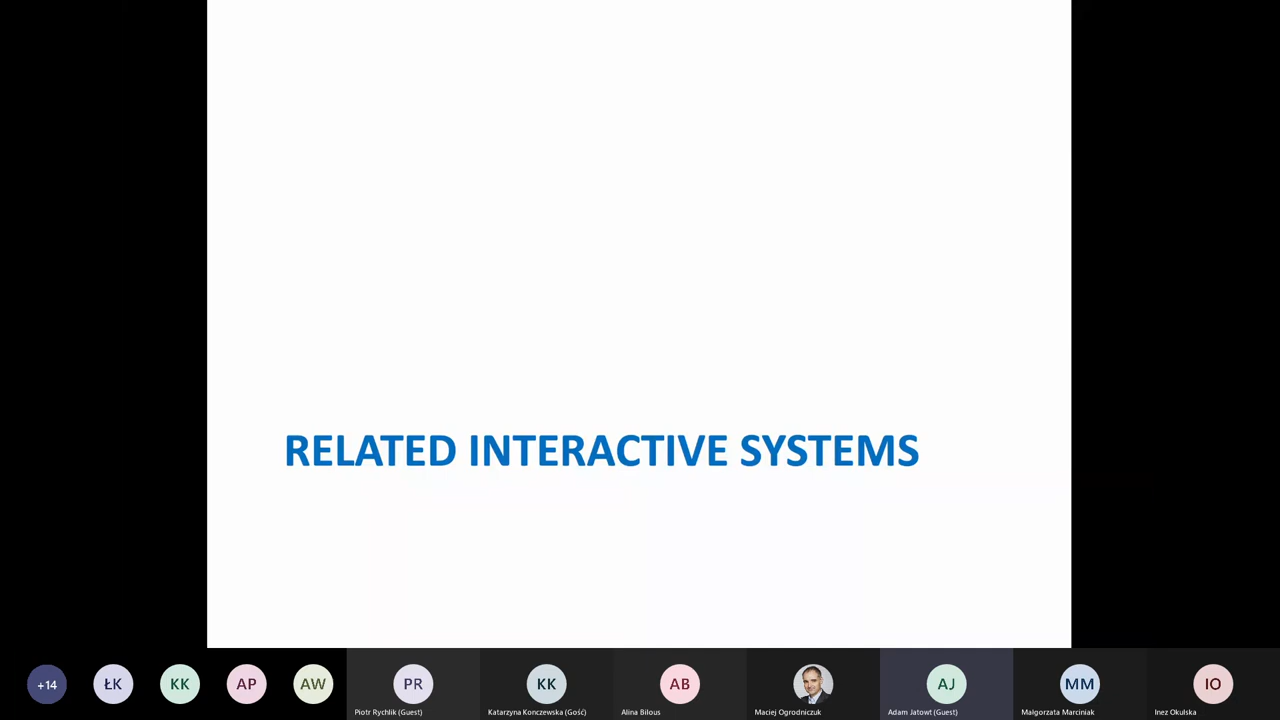 RELATED INTERACTIVE SYSTEMS
+14
ŁK
KK
AP
AW
PR
KK
AB
AJ
MM
IO
Piotr Rychlik (Guest)
Katarzyna Konczewska (Gość)
Alina Bilous
Maciej Ogrodniczuk
Adam Jatowt (Guest)
Małgorzata Marciniak
Inez Okulska